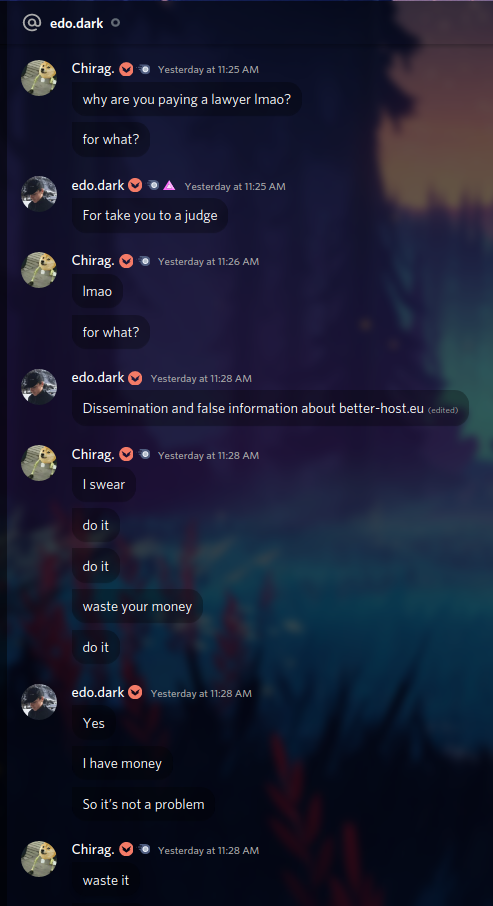 @ edo.dark
Chirag. Yesterday at 11:25 AM
why are you paying a lawyer lmao?
for what?
edo.dark Yesterday at 11:25 AM
For take you to a judge
Chirag. Yesterday at 11:26 AM
lmao
for what?
edo.dark Yesterday at 11:28 AM
Dissemination and false information about better-host.eu (edited)
Chirag. Yesterday at 11:28 AM
I swear
do it
do it
waste your money
do it
edo.dark Yesterday at 11:28 AM
Yes
I have money
So it's not a problem
Chirag. Yesterday at 11:28 AM
waste it